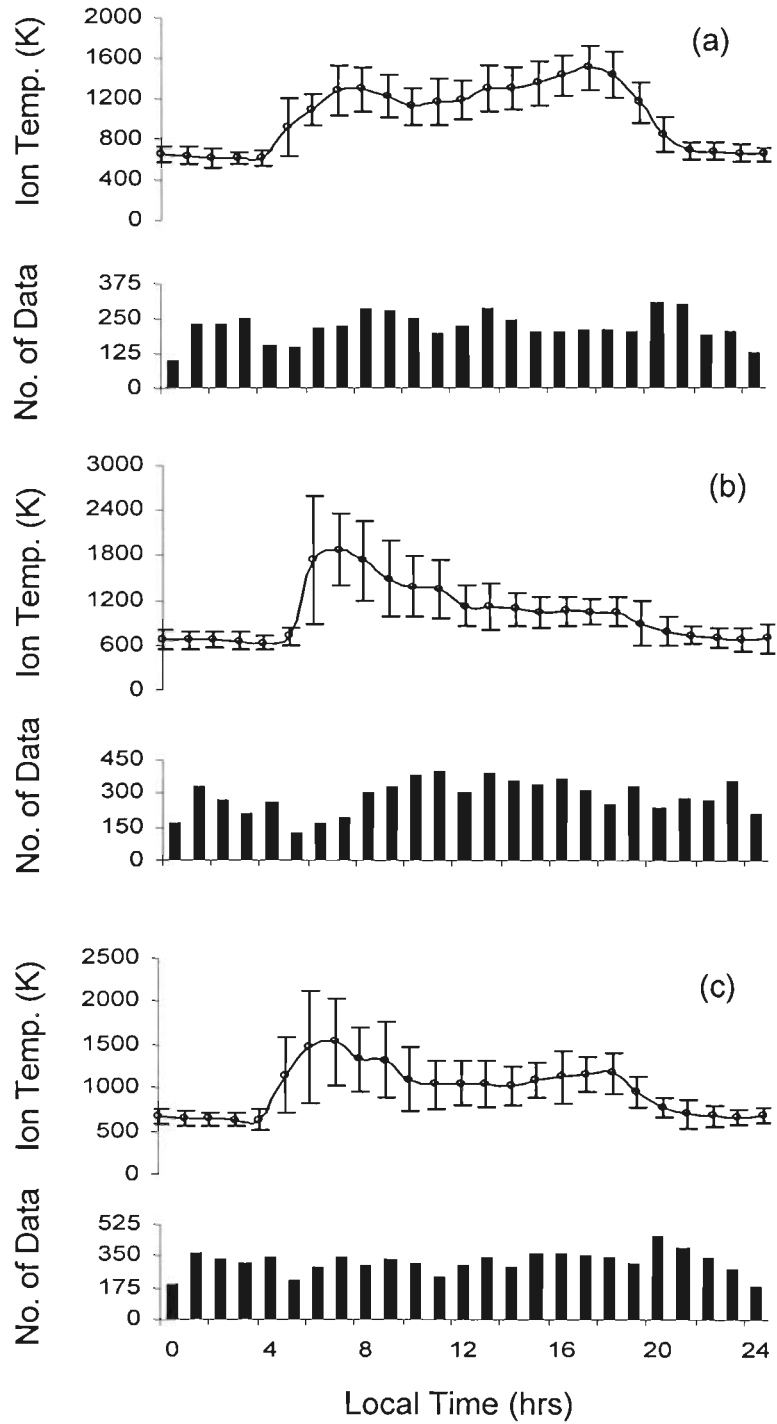 (a)
Ion Temp. (K)
2000
1600
1200
800
400
0
No. of Data
375
250
125
0
(b)
Ion Temp. (K)
3000
2400
1800
1200
600
0
No. of Data
450
300
150
0
(c)
Ion Temp. (K)
2500
2000
1500
1000
500
0
No. of Data
525
350
175
0
0 4 8 12 16 20 24
Local Time (hrs)